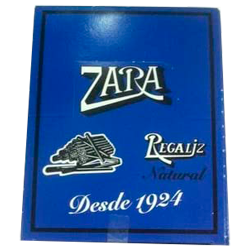 ZARA
REGALIZ
Natural
Desde 1924